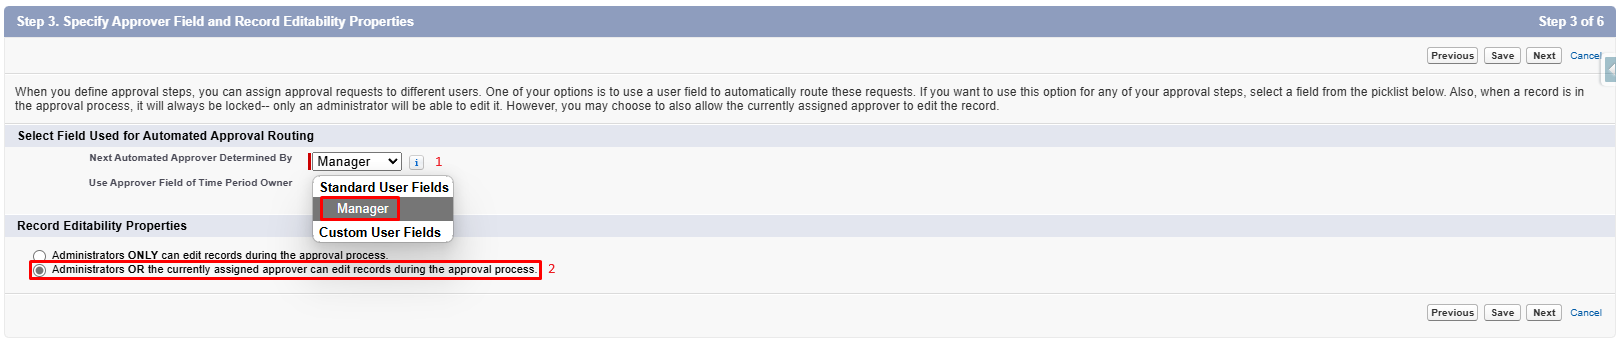 Step 3. Specify Approver Field and Record Editability Properties Step 3 of 6
Previous Save Next Cancel
When you define approval steps, you can assign approval requests to different users. One of your options is to use a user field to automatically route these requests. If you want to use this option for any of your approval steps, select a field from the picklist below. Also, when a record is in
the approval process, it will always be locked-- only an administrator will be able to edit it. However, you may choose to also allow the currently assigned approver to edit the record.
Select Field Used for Automated Approval Routing
Next Automated Approver Determined By Manager i 1
Use Approver Field of Time Period Owner
Standard User Fields
Manager
Custom User Fields
Record Editability Properties
Administrators ONLY can edit records during the approval process.
Administrators OR the currently assigned approver can edit records during the approval process. 2
Previous Save Next Cancel